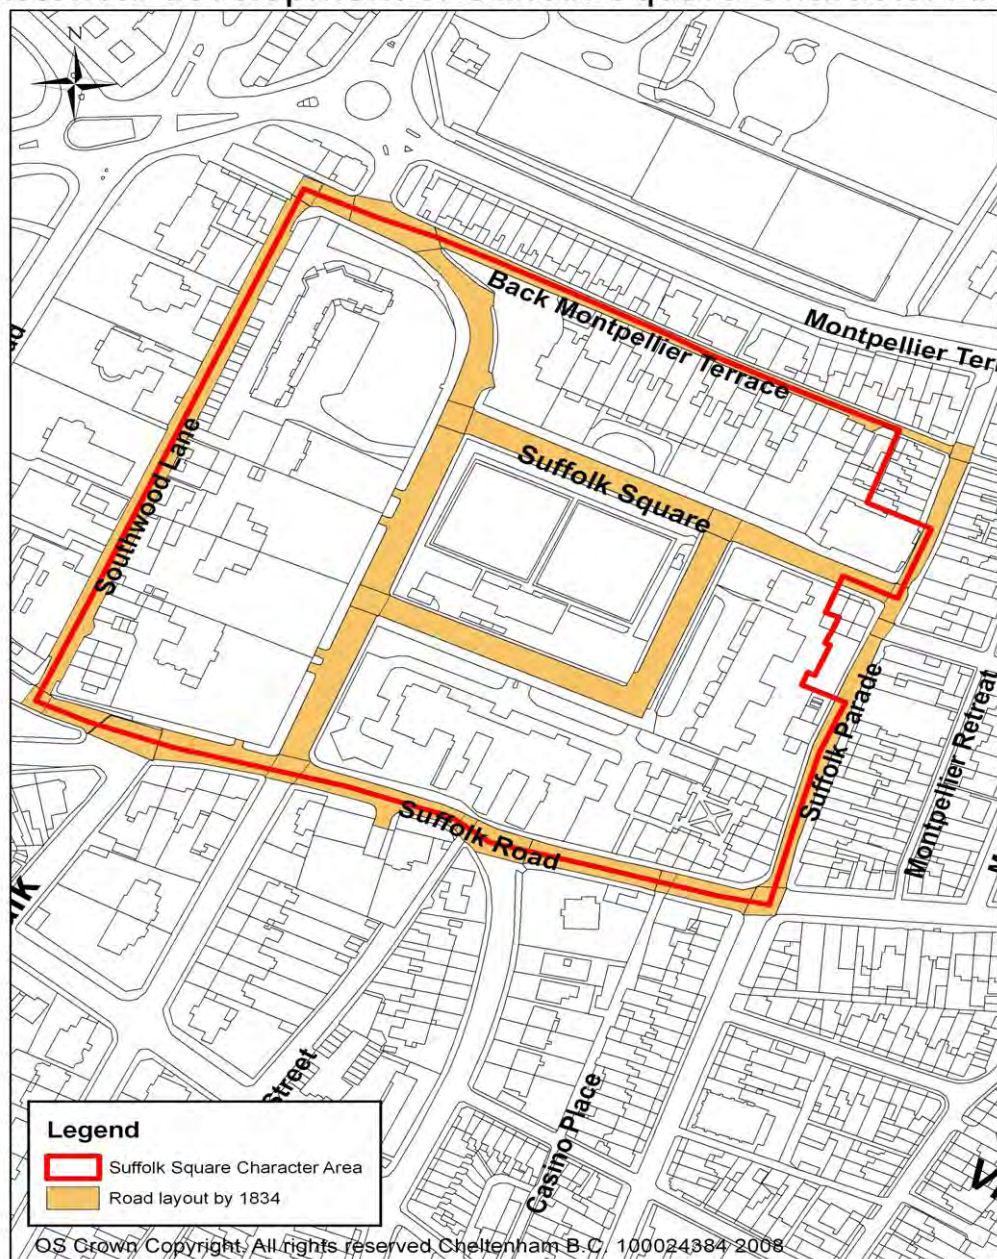 N
Back Montpellier Terrace
Montpellier Terr
Suffolk Square
Southwood Lane
Suffolk Parade
Montpellier Retreat
Suffolk Road
Street
Casino Place
Legend
Suffolk Square Character Area
Road layout by 1834
OS Crown Copyright. All rights reserved Cheltenham B.C. 100024384 2008